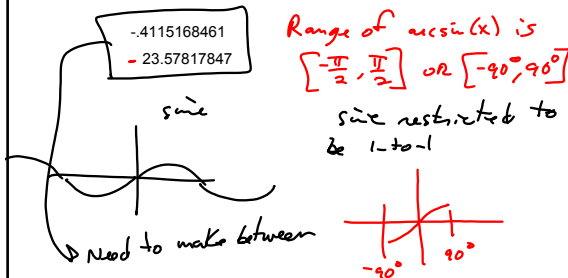 -.4115168461
- 23.57817847
sine
Need to make between
Range of arcsin(x) is
[-π/2, π/2] OR [-90°, 90°]
sine restricted to
be 1-to-1
-90° 90°